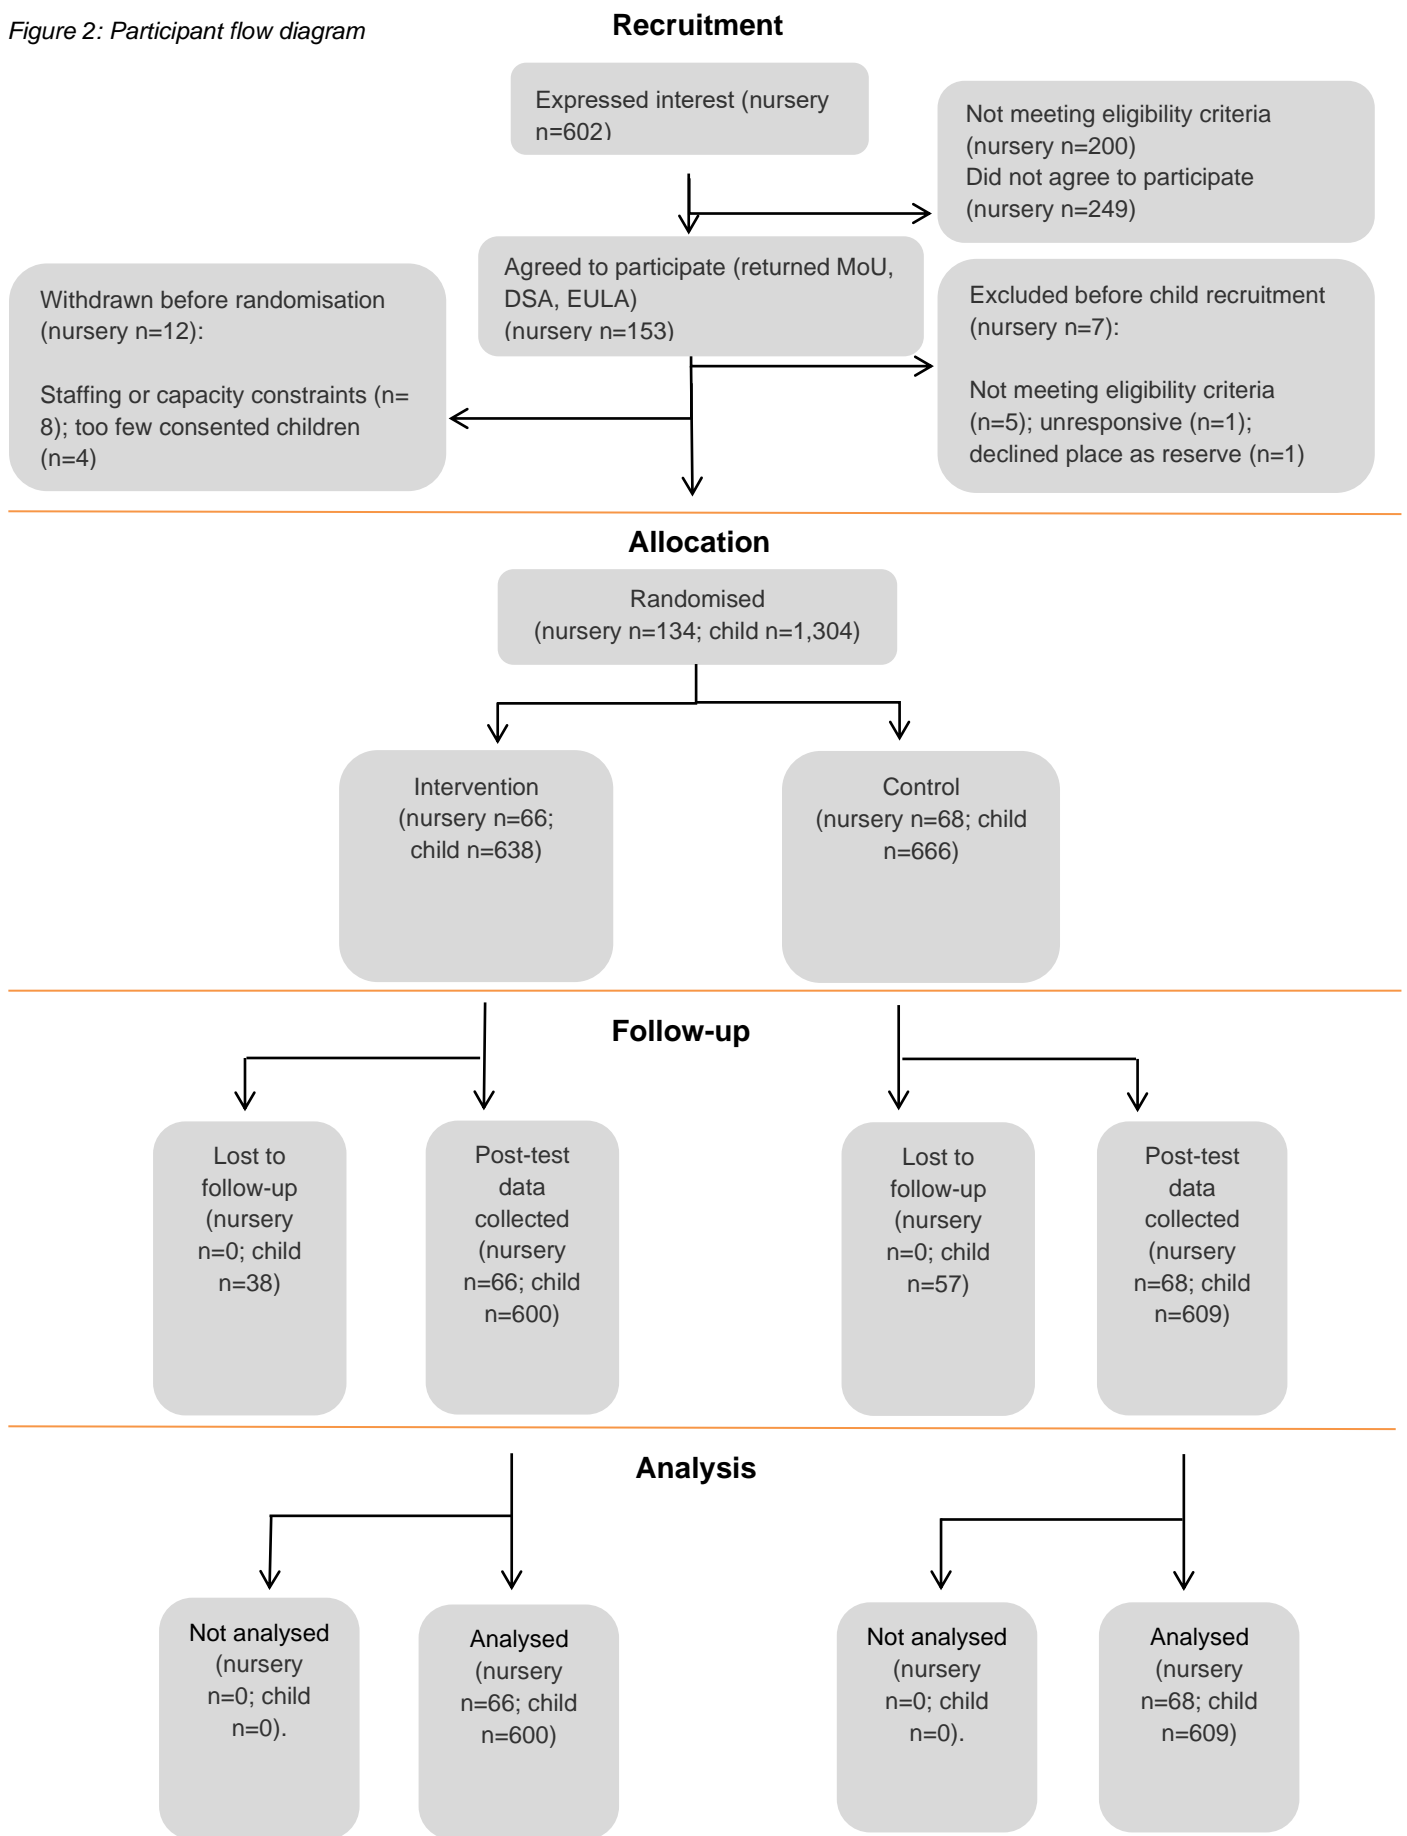 Figure 2: Participant flow diagram
Recruitment
Expressed interest (nursery
n=602)
Not meeting eligibility criteria
(nursery n=200)
Did not agree to participate
(nursery n=249)
Agreed to participate (returned MoU,
DSA, EULA)
(nursery n=153)
Withdrawn before randomisation
(nursery n=12):
Staffing or capacity constraints (n=
8); too few consented children
(n=4)
Excluded before child recruitment
(nursery n=7):
Not meeting eligibility criteria
(n=5); unresponsive (n=1);
declined place as reserve (n=1)
Allocation
Randomised
(nursery n=134; child n=1,304)
Intervention
(nursery n=66;
child n=638)
Control
(nursery n=68; child
n=666)
Follow-up
Lost to
follow-up
(nursery
n=0; child
n=38)
Post-test
data
collected
(nursery
n=66; child
n=600)
Lost to
follow-up
(nursery
n=0; child
n=57)
Post-test
data
collected
(nursery
n=68; child
n=609)
Analysis
Not analysed
(nursery
n=0; child
n=0).
Analysed
(nursery
n=66; child
n=600)
Not analysed
(nursery
n=0; child
n=0).
Analysed
(nursery
n=68; child
n=609)